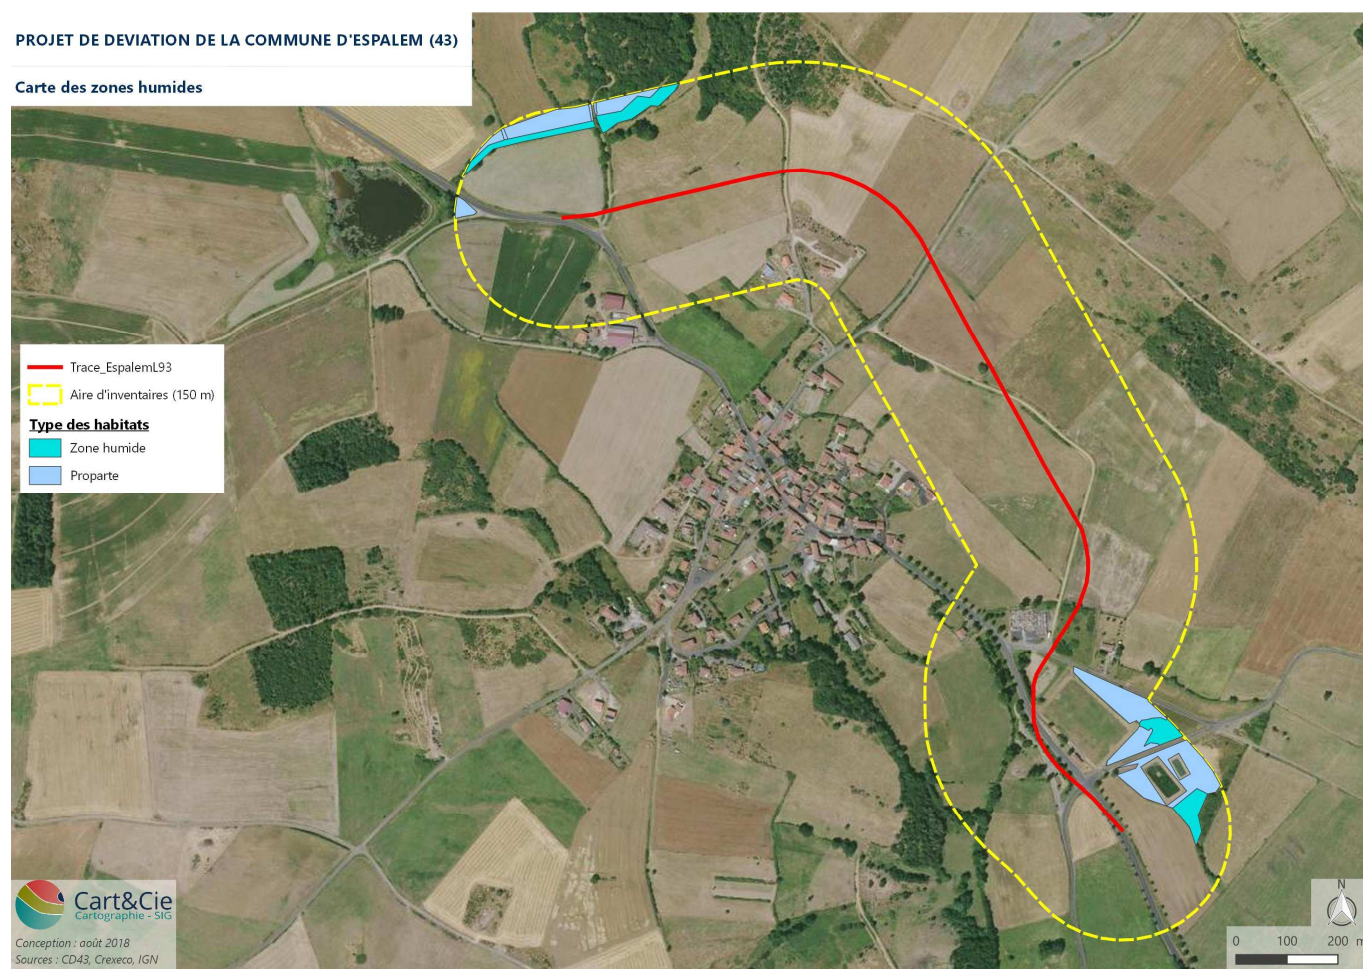 PROJET DE DEVIATION DE LA COMMUNE D'ESPALEM (43)
Carte des zones humides
Trace_EspalemL93
Aire d'inventaires (150 m)
Type des habitats
Zone humide
Proparte
Cart&Cie
Cartographie - SIG
Conception : août 2018
Sources : CD43, Crexeco, IGN
N
0 100 200 m